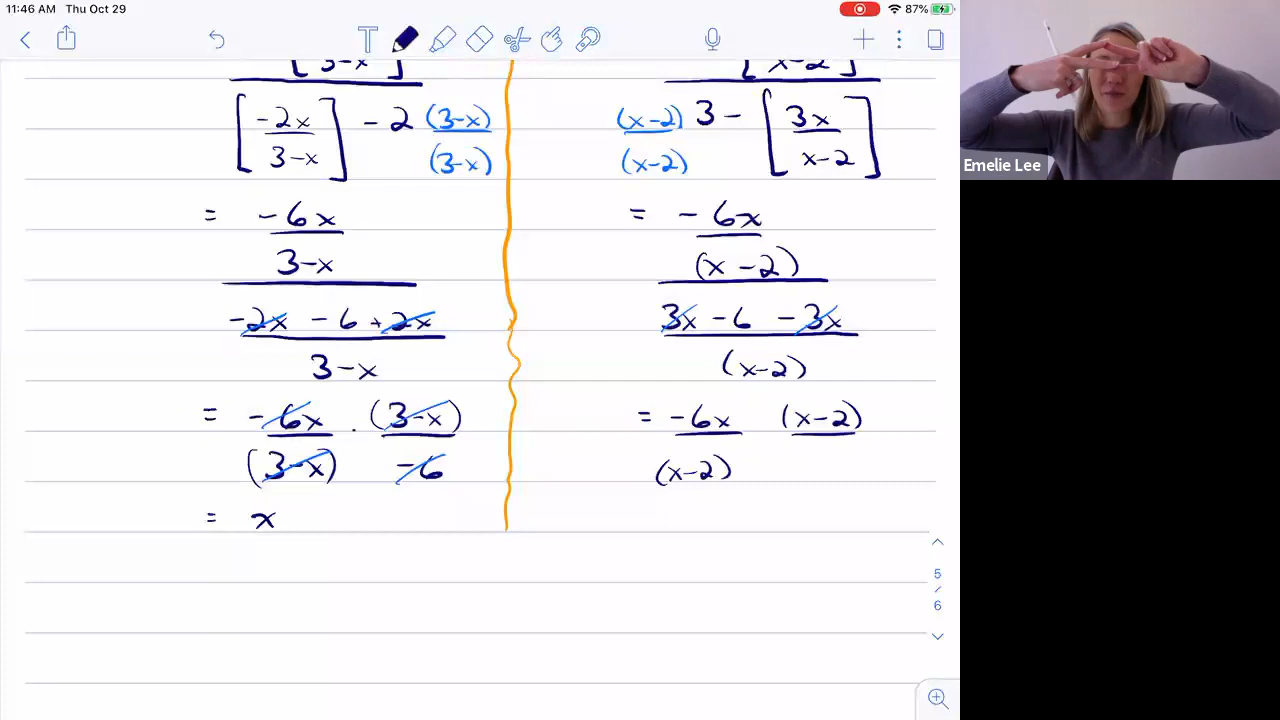 11:46 AM Thu Oct 29
87%
T
Emelie Lee
[3-x]
[-2x / 3-x] - 2 (3-x) / (3-x)
= -6x / 3-x
-2x - 6 + 2x
3-x
= -6x / (3-x) . (3-x) / -6
= x
[x-2]
(x-2) / (x-2) 3 - [3x / x-2]
= -6x / (x-2)
3x - 6 - 3x
(x-2)
= -6x / (x-2) (x-2)
5
/
6